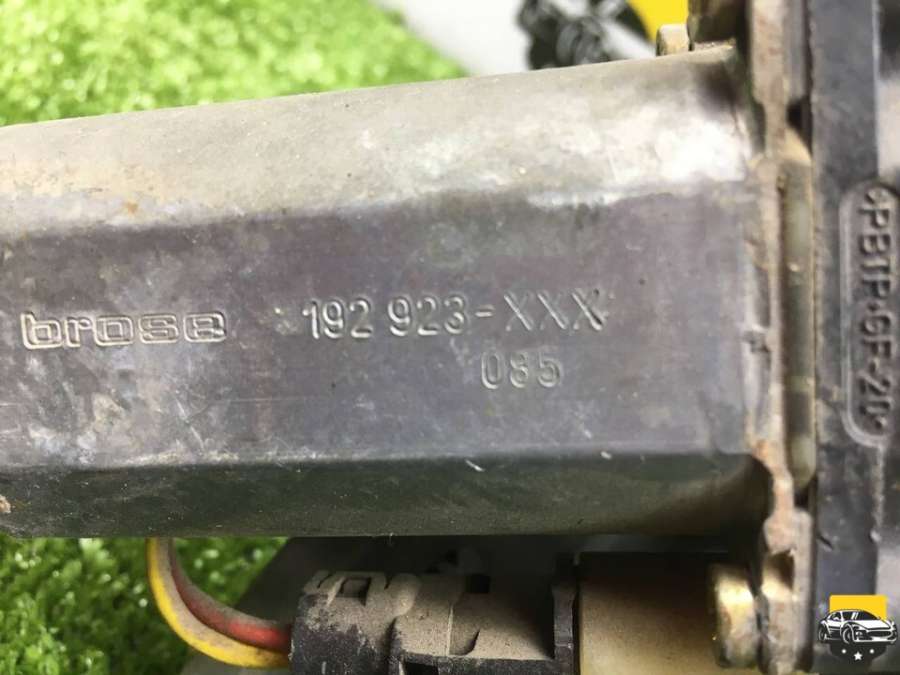 brose 192 923-XXX
085
>PBTP·GF-20<